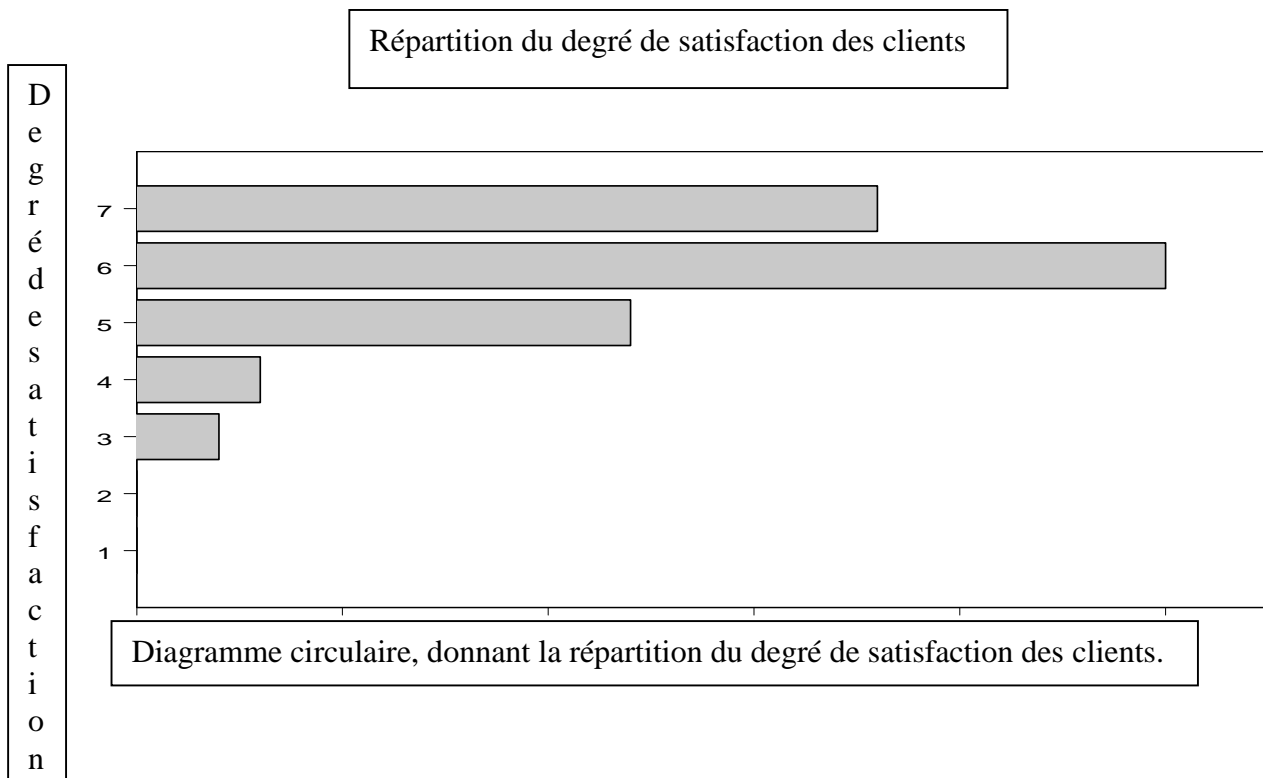 Répartition du degré de satisfaction des clients
D
e
g
r
é
d
e
s
a
t
i
s
f
a
c
t
i
o
n
7
6
5
4
3
2
1
Diagramme circulaire, donnant la répartition du degré de satisfaction des clients.